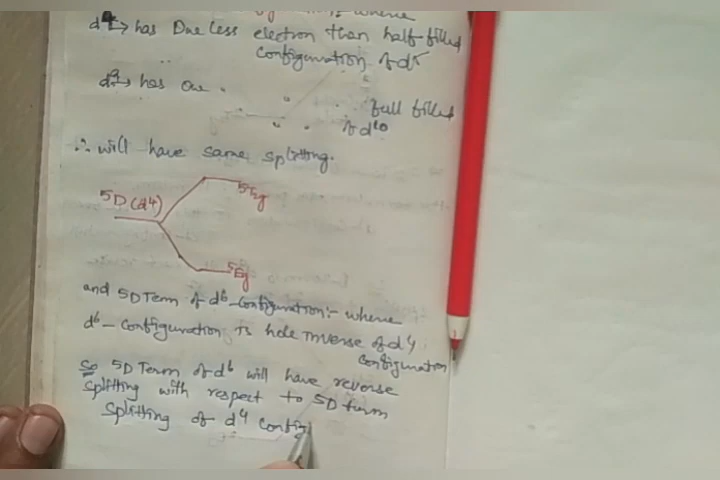 where
d4→ has One less electron than half filled
configuration of d5
d9→ has one
full filled
of d10
∴ will have same splitting.
5D(d4)
5T2g
5Eg
and 5D Term of d6-configuration:- where
d6- configuration is hole inverse of d4
configuration
So 5D Term of d6 will have reverse
splitting with respect to 5D term
splitting of d4 config